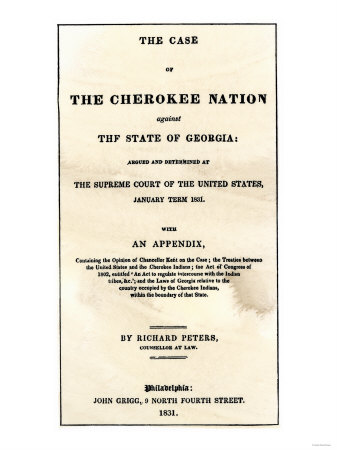 THE CASE
OF
THE CHEROKEE NATION
against
THF STATE OF GEORGIA:
ARGUED AND DETERMINED AT
THE SUPREME COURT OF THE UNITED STATES,
JANUARY TERM 1831.
WITH
AN APPENDIX,
Containing the Opinion of Chancellor Kent on the Case; the Treaties between
the United States and the Cherokee Indians; the Act of Congress of
1802, entitled 'An Act to regulate intercourse with the Indian
tribes, &c.'; and the Laws of Georgia relative to the
country occupied by the Cherokee Indians,
within the boundary of that State.
BY RICHARD PETERS,
COUNSELLOR AT LAW.
Philadelphia:
JOHN GRIGG, 9 NORTH FOURTH STREET.
1831.